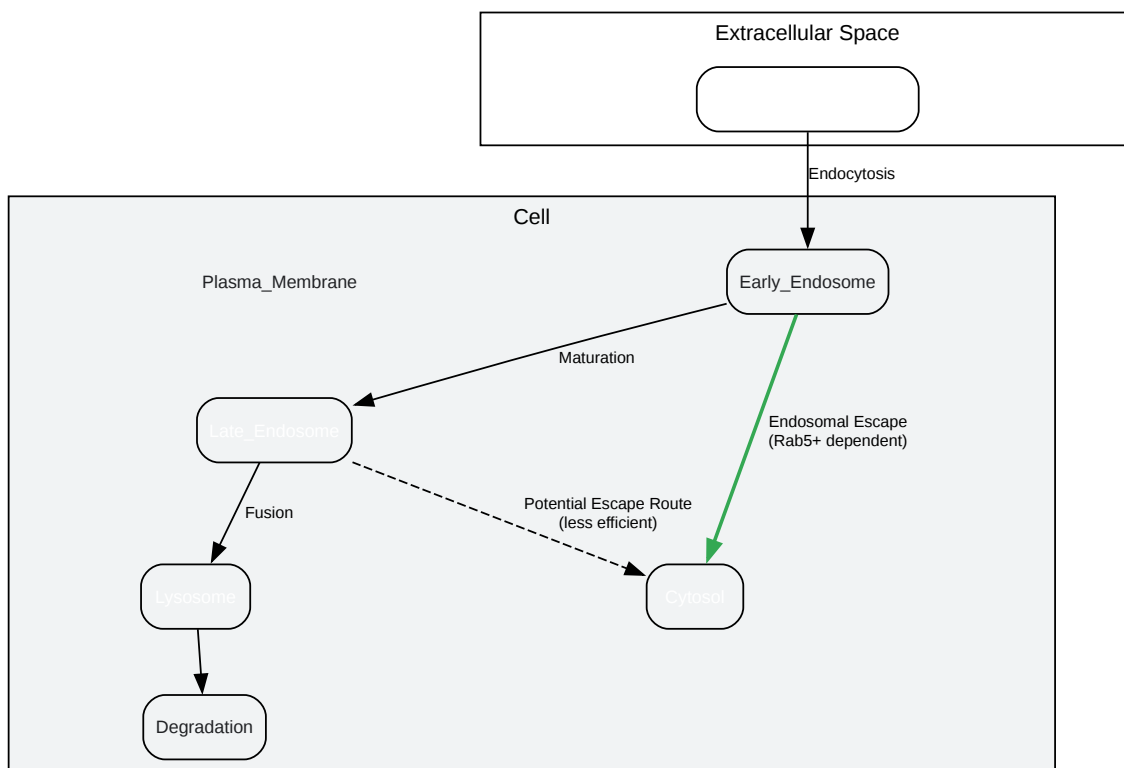 Extracellular Space
Endocytosis
Cell
Plasma_Membrane
Early_Endosome
Maturation
Late_Endosome
Endosomal Escape
(Rab5+ dependent)
Potential Escape Route
(less efficient)
Fusion
Lysosome
Cytosol
Degradation